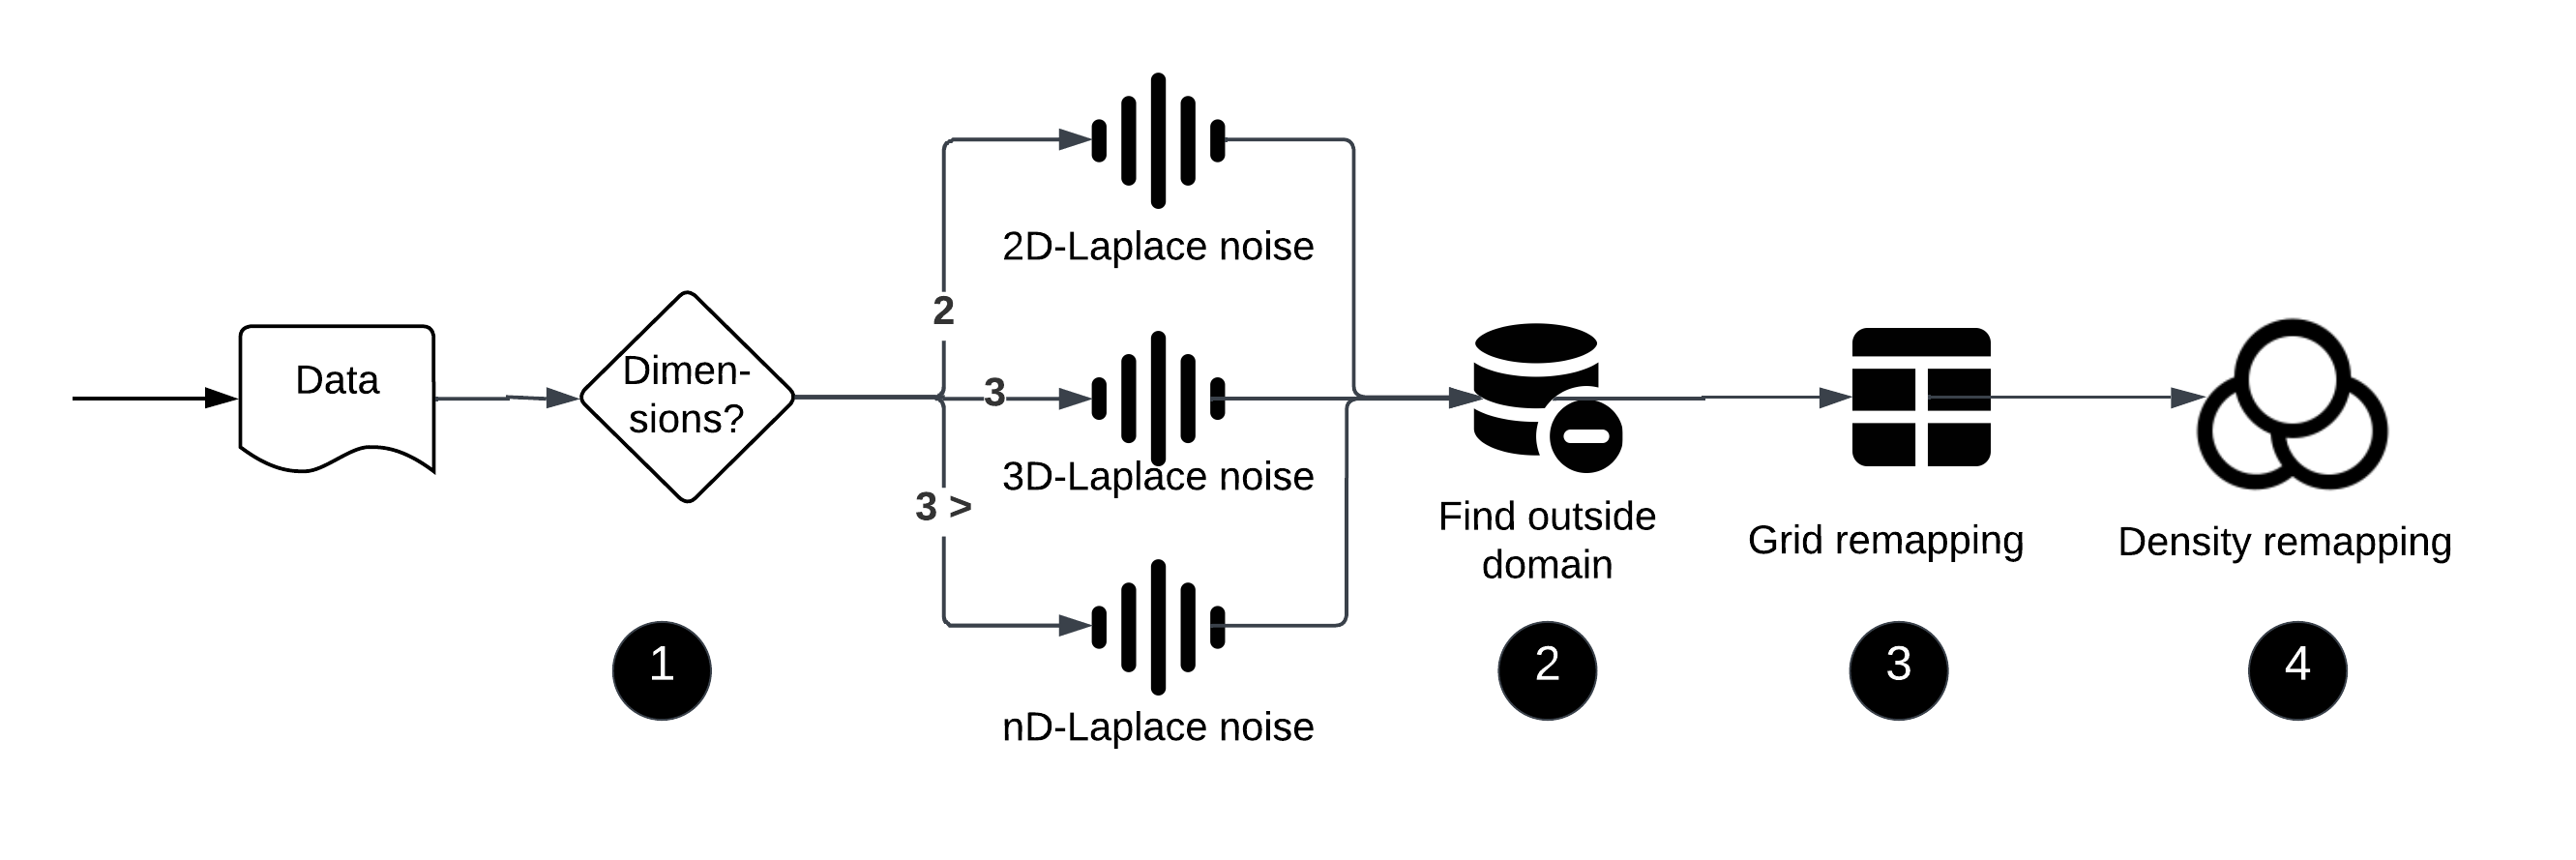 Data
Dimen-
sions?
2
3
3 >
2D-Laplace noise
3D-Laplace noise
nD-Laplace noise
Find outside
domain
Grid remapping
Density remapping
1
2
3
4